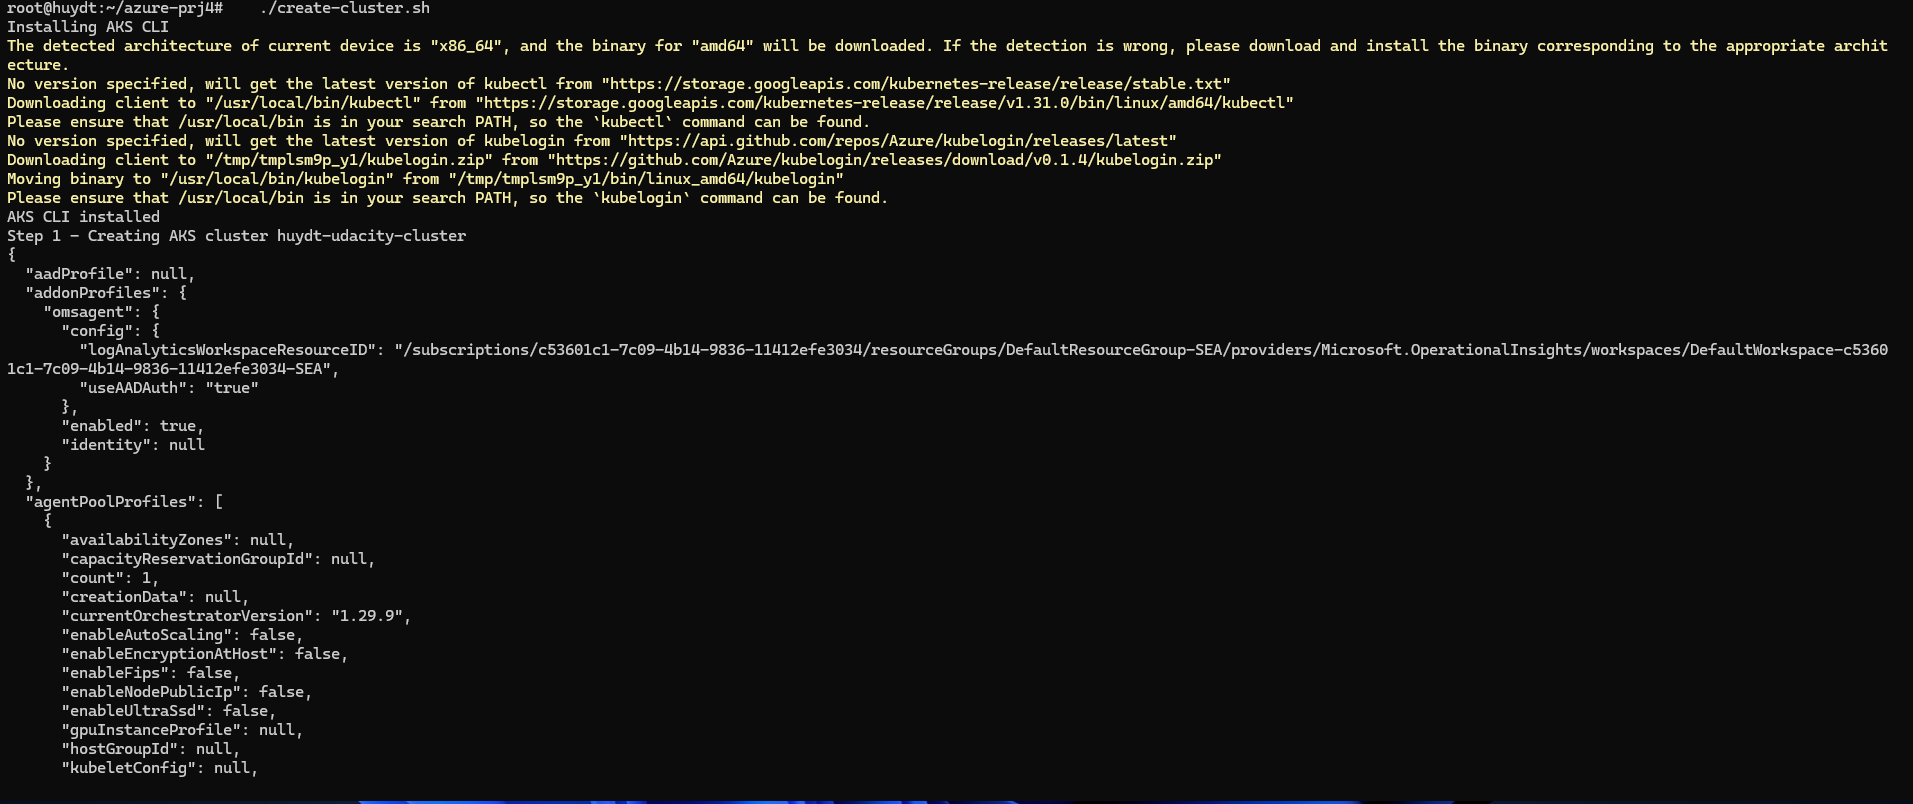 root@huydt:~/azure-prj4#    ./create-cluster.sh
Installing AKS CLI
The detected architecture of current device is "x86_64", and the binary for "amd64" will be downloaded. If the detection is wrong, please download and install the binary corresponding to the appropriate archit
ecture.
No version specified, will get the latest version of kubectl from "https://storage.googleapis.com/kubernetes-release/release/stable.txt"
Downloading client to "/usr/local/bin/kubectl" from "https://storage.googleapis.com/kubernetes-release/release/v1.31.0/bin/linux/amd64/kubectl"
Please ensure that /usr/local/bin is in your search PATH, so the `kubectl` command can be found.
No version specified, will get the latest version of kubelogin from "https://api.github.com/repos/Azure/kubelogin/releases/latest"
Downloading client to "/tmp/tmplsm9p_y1/kubelogin.zip" from "https://github.com/Azure/kubelogin/releases/download/v0.1.4/kubelogin.zip"
Moving binary to "/usr/local/bin/kubelogin" from "/tmp/tmplsm9p_y1/bin/linux_amd64/kubelogin"
Please ensure that /usr/local/bin is in your search PATH, so the `kubelogin` command can be found.
AKS CLI installed
Step 1 - Creating AKS cluster huydt-udacity-cluster
{
  "aadProfile": null,
  "addonProfiles": {
    "omsagent": {
      "config": {
        "logAnalyticsWorkspaceResourceID": "/subscriptions/c53601c1-7c09-4b14-9836-11412efe3034/resourceGroups/DefaultResourceGroup-SEA/providers/Microsoft.OperationalInsights/workspaces/DefaultWorkspace-c5360
1c1-7c09-4b14-9836-11412efe3034-SEA",
        "useAADAuth": "true"
      },
      "enabled": true,
      "identity": null
    }
  },
  "agentPoolProfiles": [
    {
      "availabilityZones": null,
      "capacityReservationGroupId": null,
      "count": 1,
      "creationData": null,
      "currentOrchestratorVersion": "1.29.9",
      "enableAutoScaling": false,
      "enableEncryptionAtHost": false,
      "enableFips": false,
      "enableNodePublicIp": false,
      "enableUltraSsd": false,
      "gpuInstanceProfile": null,
      "hostGroupId": null,
      "kubeletConfig": null,